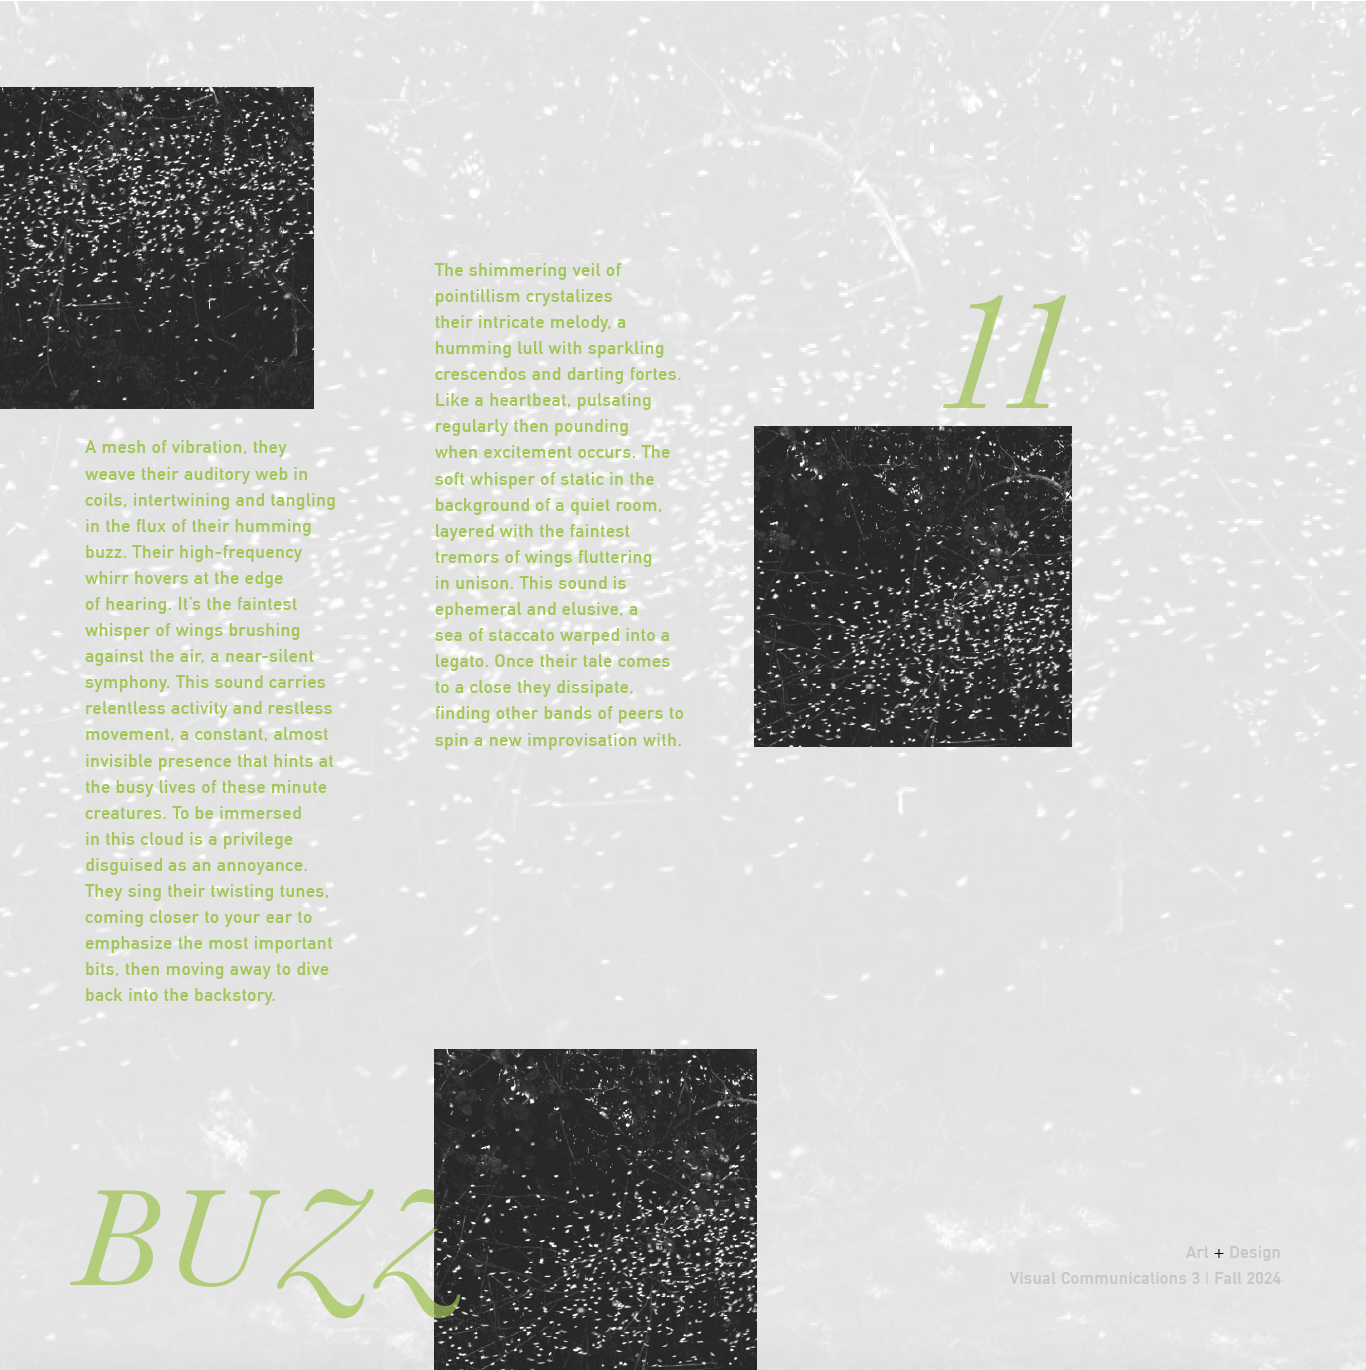 A mesh of vibration, they
weave their auditory web in
coils, intertwining and tangling
in the flux of their humming
buzz. Their high-frequency
whirr hovers at the edge
of hearing. It's the faintest
whisper of wings brushing
against the air, a near-silent
symphony. This sound carries
relentless activity and restless
movement, a constant, almost
invisible presence that hints at
the busy lives of these minute
creatures. To be immersed
in this cloud is a privilege
disguised as an annoyance.
They sing their twisting tunes,
coming closer to your ear to
emphasize the most important
bits, then moving away to dive
back into the backstory.
The shimmering veil of
pointillism crystalizes
their intricate melody, a
humming lull with sparkling
crescendos and darting fortes.
Like a heartbeat, pulsating
regularly then pounding
when excitement occurs. The
soft whisper of static in the
background of a quiet room,
layered with the faintest
tremors of wings fluttering
in unison. This sound is
ephemeral and elusive, a
sea of staccato warped into a
legato. Once their tale comes
to a close they dissipate,
finding other bands of peers to
spin a new improvisation with.
11
BUZZ
Art + Design
Visual Communications 3 | Fall 2024